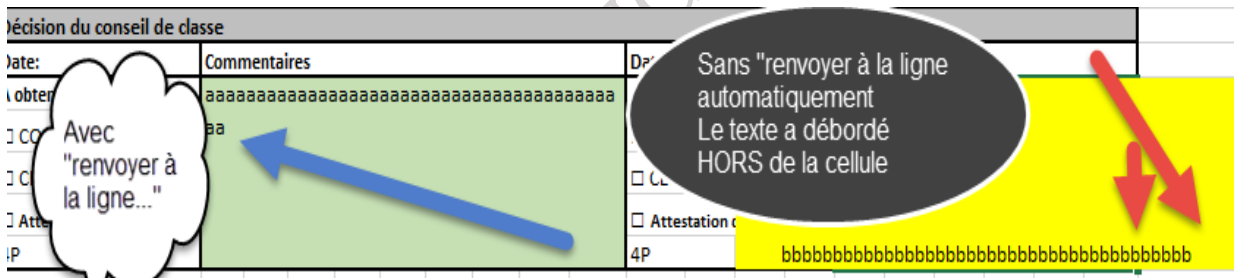 Décision du conseil de classe
Date:
Commentaires
aaaaaaaaaaaaaaaaaaaaaaaaaaaaaaaaaaaaaaaa
aa
Avec
"renvoyer à
la ligne..."
Sans "renvoyer à la ligne
automatiquement
Le texte a débordé
HORS de la cellule
☐ Attestation
4P
4P
bbbbbbbbbbbbbbbbbbbbbbbbbbbbbbbbbbbbbbbb